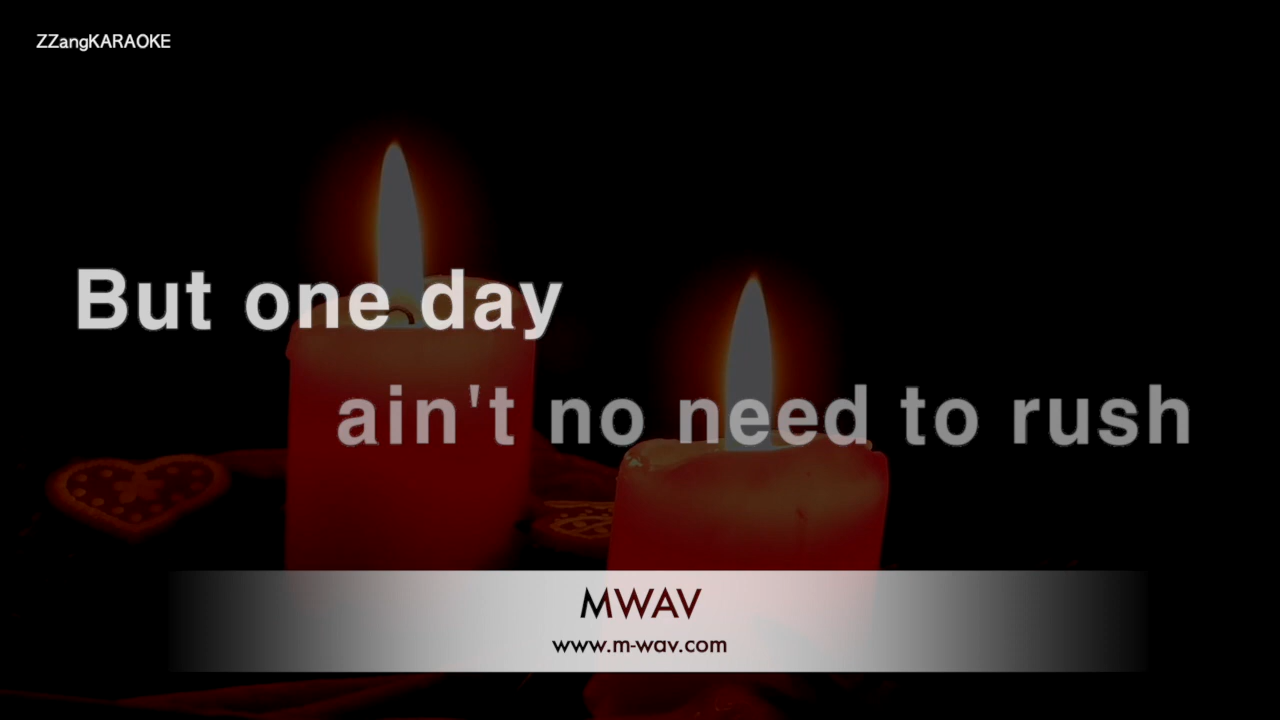 ZZangKARAOKE
But one day
ain't no need to rush
MWAV
www.m-wav.com